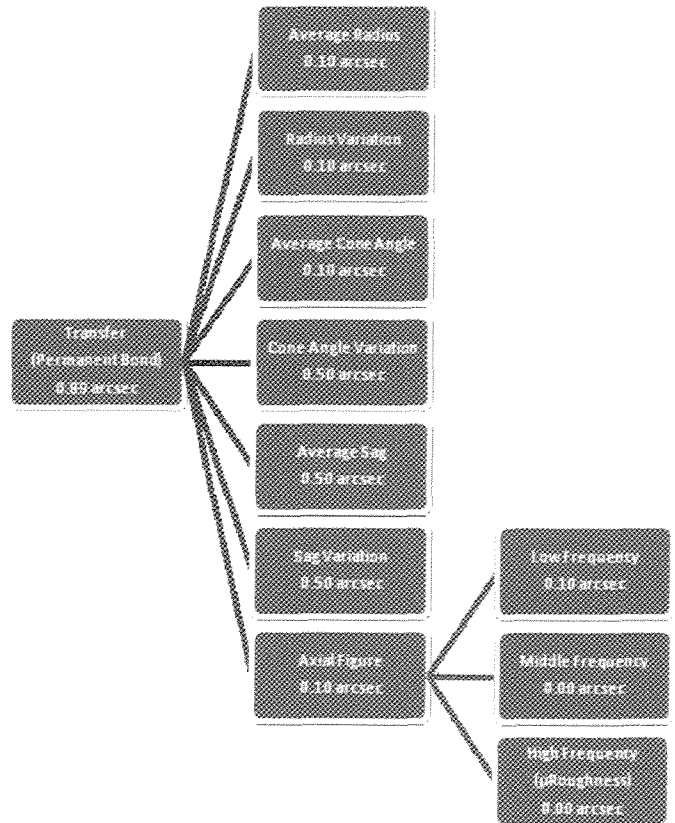 Transfer
(Permanent Bond)
0.89 arcsec
Average Radius
0.10 arcsec
Radius Variation
0.10 arcsec
Average Cone Angle
0.10 arcsec
Cone Angle Variation
0.50 arcsec
Average Sag
0.50 arcsec
Sag Variation
0.50 arcsec
Axial Figure
0.10 arcsec
Low Frequency
0.10 arcsec
Middle Frequency
0.00 arcsec
High Frequency
(μRoughness)
0.00 arcsec